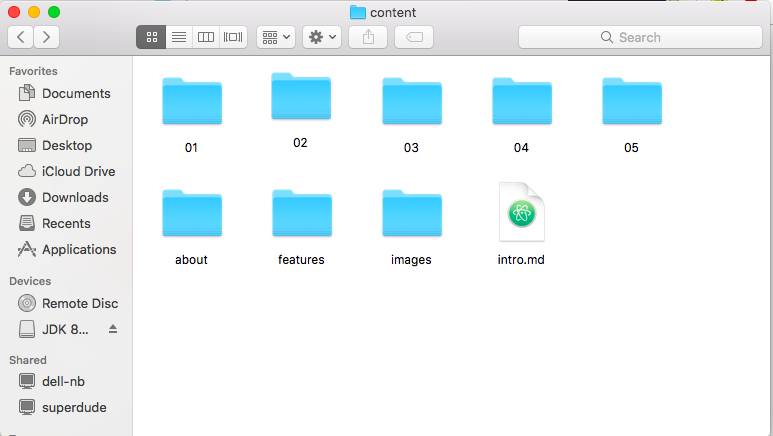 content
Search
Favorites
Documents
AirDrop
Desktop
iCloud Drive
Downloads
Recents
Applications
Devices
Remote Disc
JDK 8...
Shared
dell-nb
superdude
01
02
03
04
05
about
features
images
intro.md